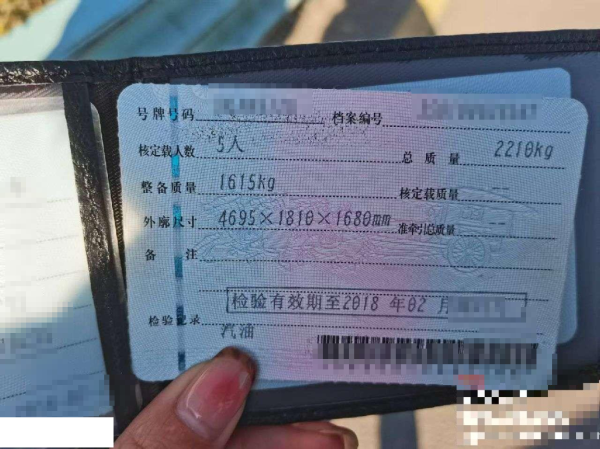 号牌号码 档案编号
核定载人数 5人 总质量 2210kg
整备质量 1615kg 核定载质量
外廓尺寸 4695×1810×1680mm 准牵引总质量
备注
检验有效期至2018 年02 月
检验记录
汽油